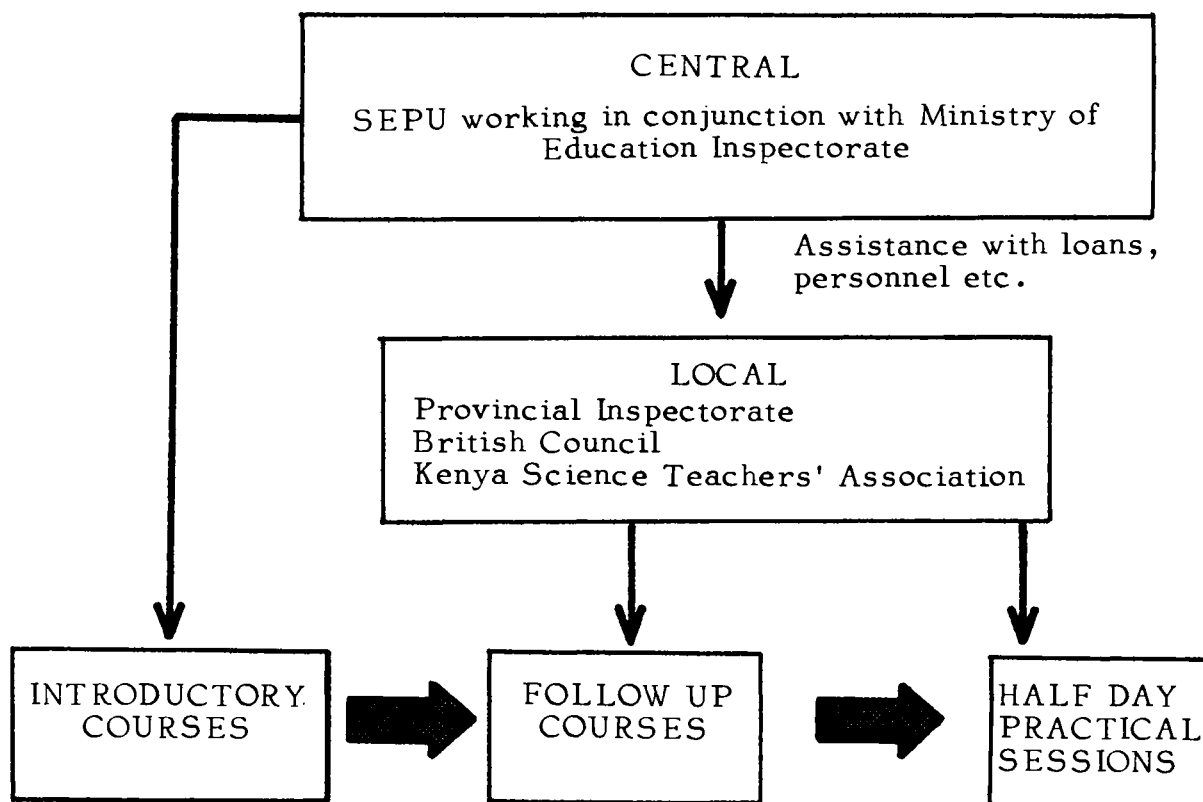 CENTRAL
SEPU working in conjunction with Ministry of
Education Inspectorate
Assistance with loans,
personnel etc.
LOCAL
Provincial Inspectorate
British Council
Kenya Science Teachers' Association
INTRODUCTORY
COURSES
FOLLOW UP
COURSES
HALF DAY
PRACTICAL
SESSIONS